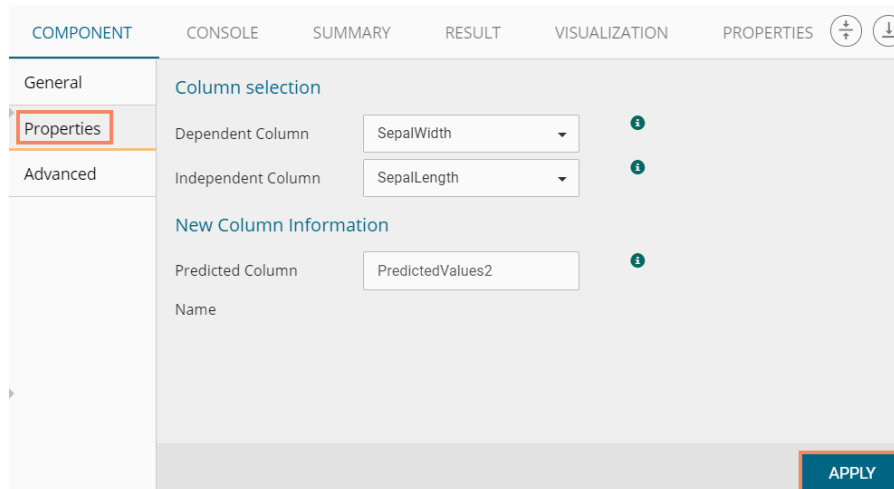 COMPONENT CONSOLE SUMMARY RESULT VISUALIZATION PROPERTIES
General
Properties
Advanced
Column selection
Dependent Column SepalWidth
Independent Column SepalLength
New Column Information
Predicted Column PredictedValues2
Name
APPLY